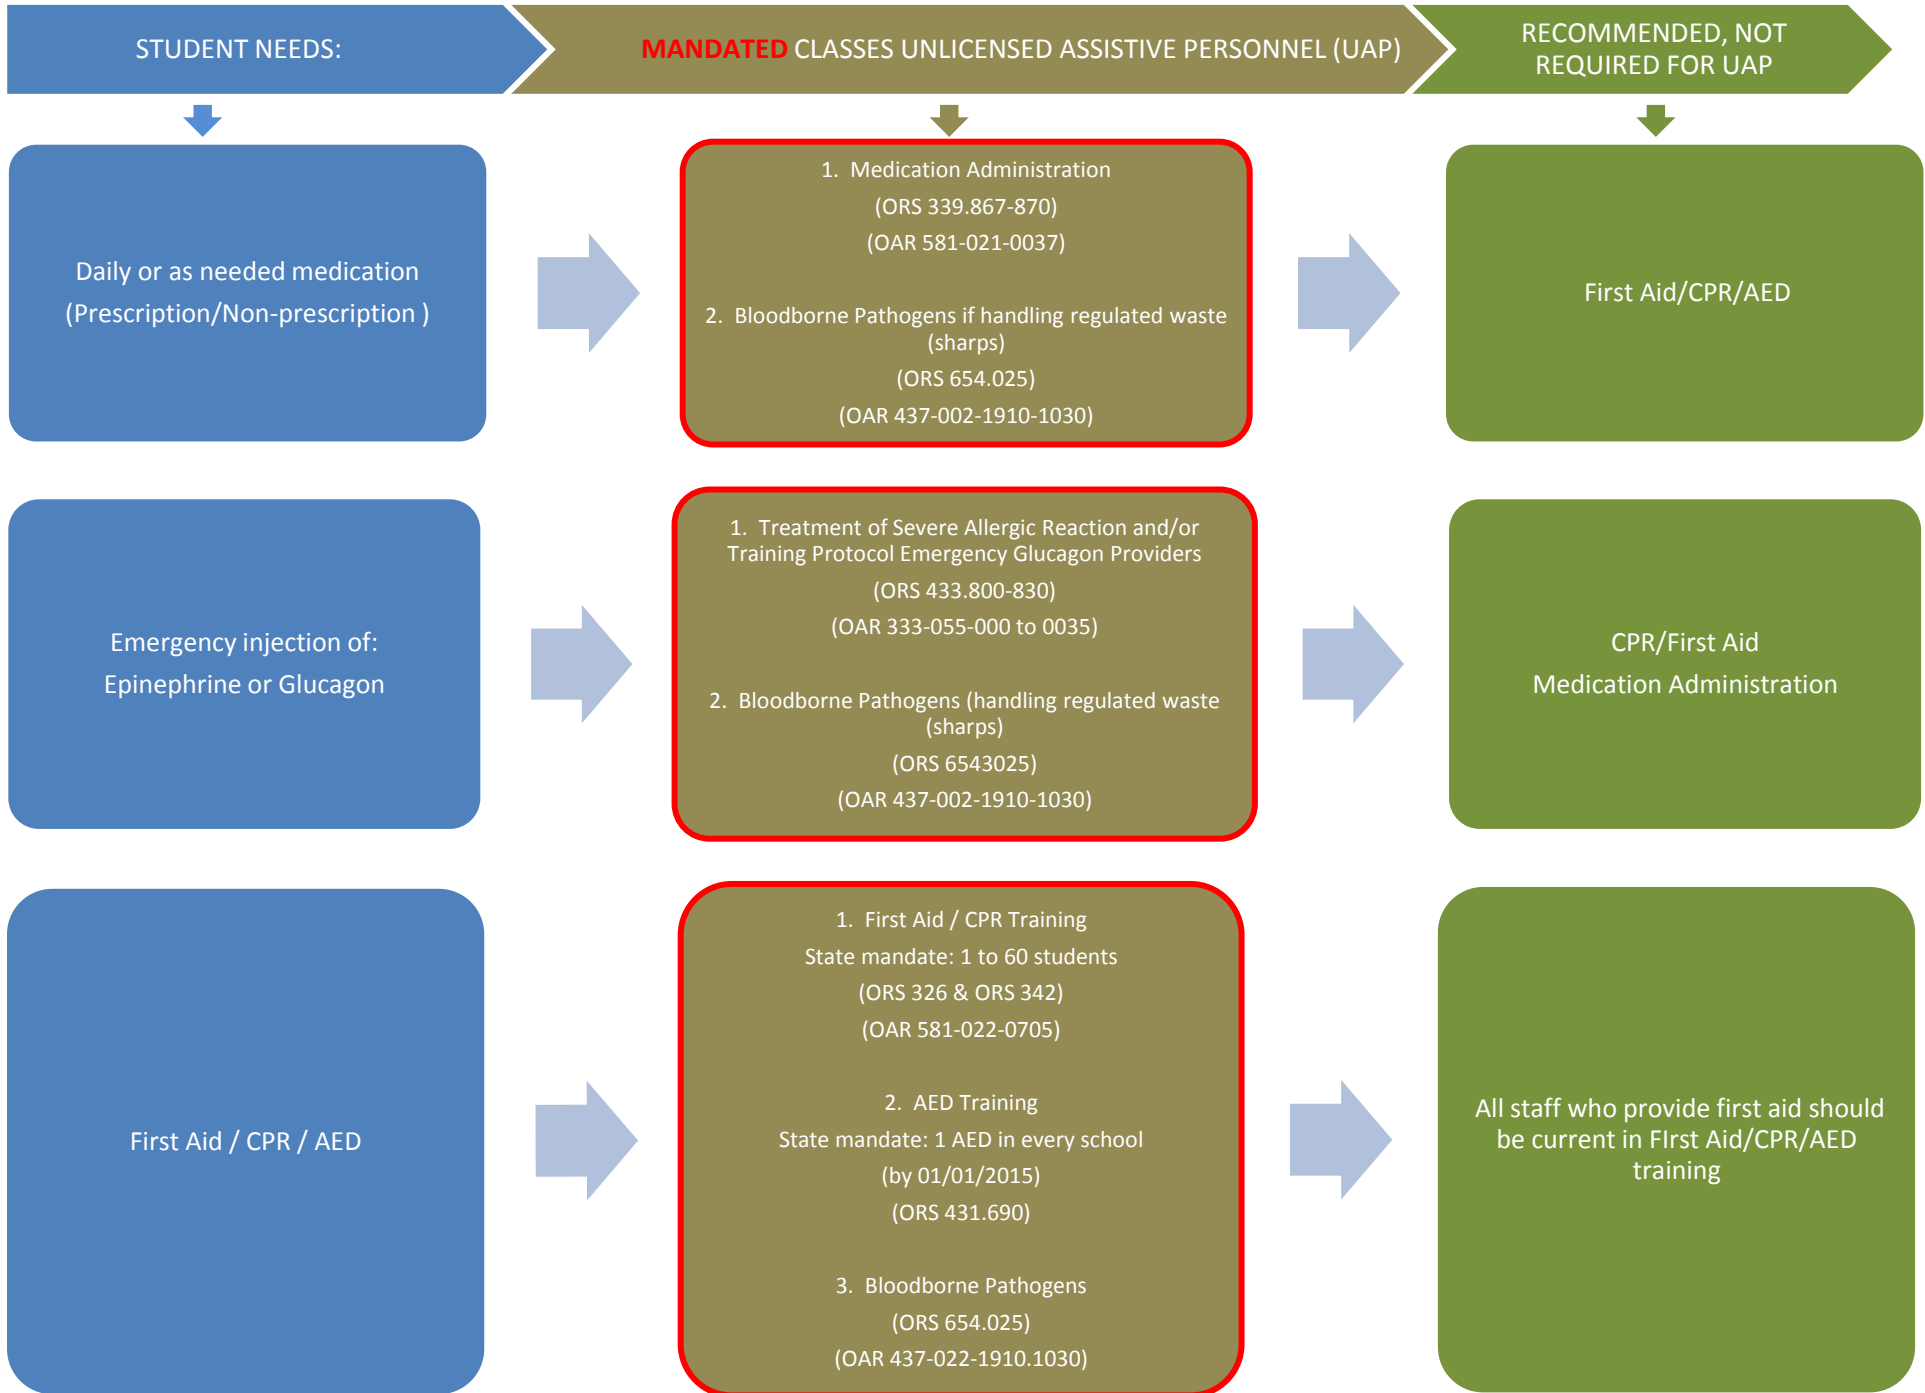 STUDENT NEEDS:
MANDATED CLASSES UNLICENSED ASSISTIVE PERSONNEL (UAP)
RECOMMENDED, NOT
REQUIRED FOR UAP
Daily or as needed medication
(Prescription/Non-prescription )
1. Medication Administration
(ORS 339.867-870)
(OAR 581-021-0037)
2. Bloodborne Pathogens if handling regulated waste
(sharps)
(ORS 654.025)
(OAR 437-002-1910-1030)
First Aid/CPR/AED
Emergency injection of:
Epinephrine or Glucagon
1. Treatment of Severe Allergic Reaction and/or
Training Protocol Emergency Glucagon Providers
(ORS 433.800-830)
(OAR 333-055-000 to 0035)
2. Bloodborne Pathogens (handling regulated waste
(sharps)
(ORS 6543025)
(OAR 437-002-1910-1030)
CPR/First Aid
Medication Administration
First Aid / CPR / AED
1. First Aid / CPR Training
State mandate: 1 to 60 students
(ORS 326 & ORS 342)
(OAR 581-022-0705)
2. AED Training
State mandate: 1 AED in every school
(by 01/01/2015)
(ORS 431.690)
3. Bloodborne Pathogens
(ORS 654.025)
(OAR 437-022-1910.1030)
All staff who provide first aid should
be current in FIrst Aid/CPR/AED
training